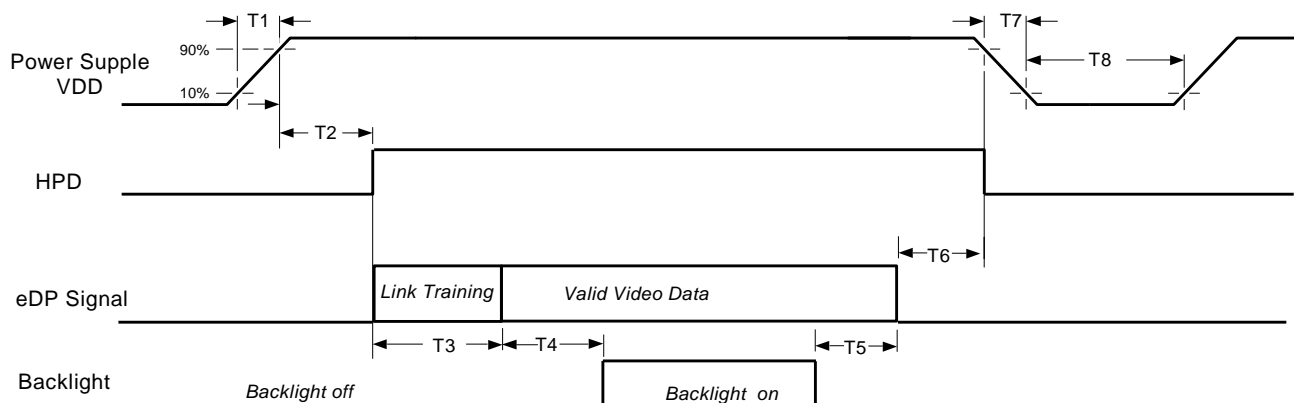 T1
T7
90%
Power Supple
VDD
T8
10%
T2
HPD
T6
eDP Signal
Link Training
Valid Video Data
T3
T4
T5
Backlight
Backlight off
Backlight on